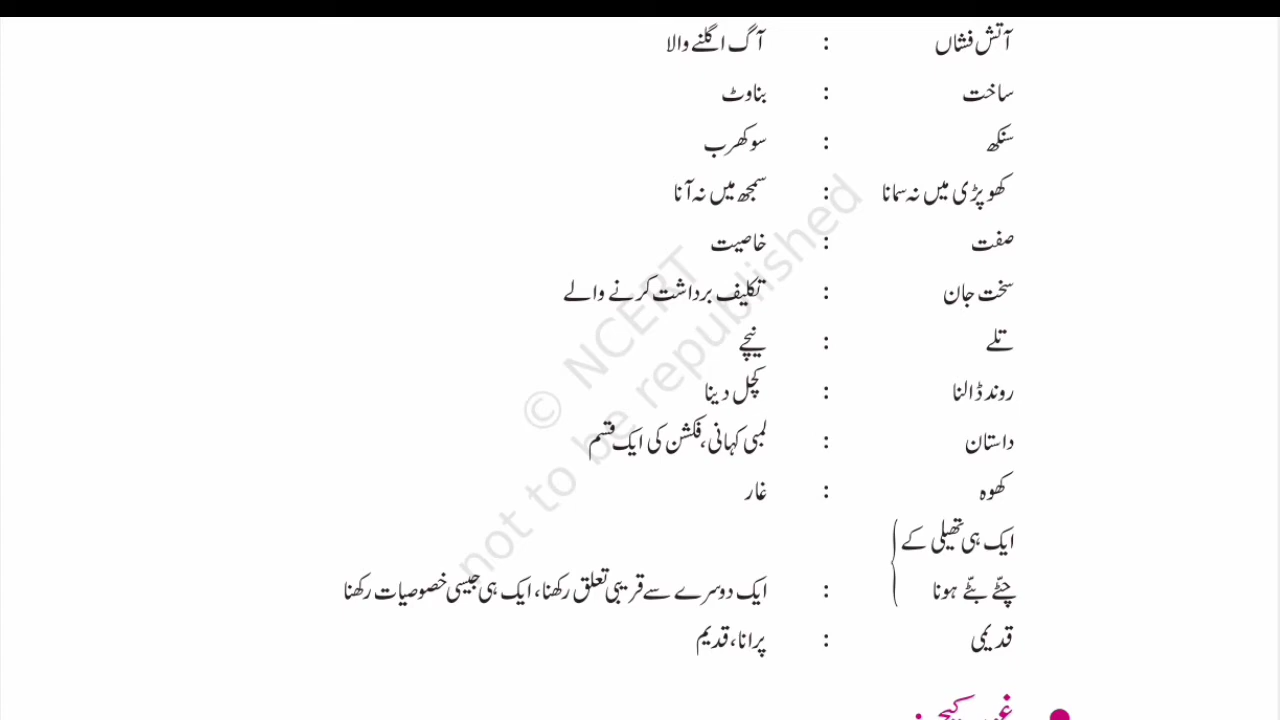 آتش فشاں : آگ اگلنے والا
ساخت : بناوٹ
سنکھ : سو کھرب
کھوپڑی میں نہ سمانا : سمجھ میں نہ آنا
صفت : خاصیت
سخت جان : تکلیف برداشت کرنے والے
تلے : نیچے
روند ڈالنا : کچل دینا
داستان : لمبی کہانی، فکشن کی ایک قسم
کھوہ : غار
ایک ہی تھیلی کے
چٹّے بٹّے ہونا : ایک دوسرے سے قریبی تعلق رکھنا، ایک ہی جیسی خصوصیات رکھنا
قدیمی : پرانا، قدیم
© NCERT
not to be republished